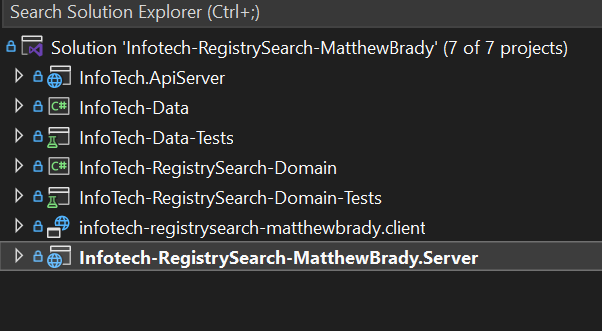 Search Solution Explorer (Ctrl+;)
Solution 'Infotech-RegistrySearch-MatthewBrady' (7 of 7 projects)
InfoTech.ApiServer
C# InfoTech-Data
InfoTech-Data-Tests
C# InfoTech-RegistrySearch-Domain
InfoTech-RegistrySearch-Domain-Tests
infotech-registrysearch-matthewbrady.client
Infotech-RegistrySearch-MatthewBrady.Server